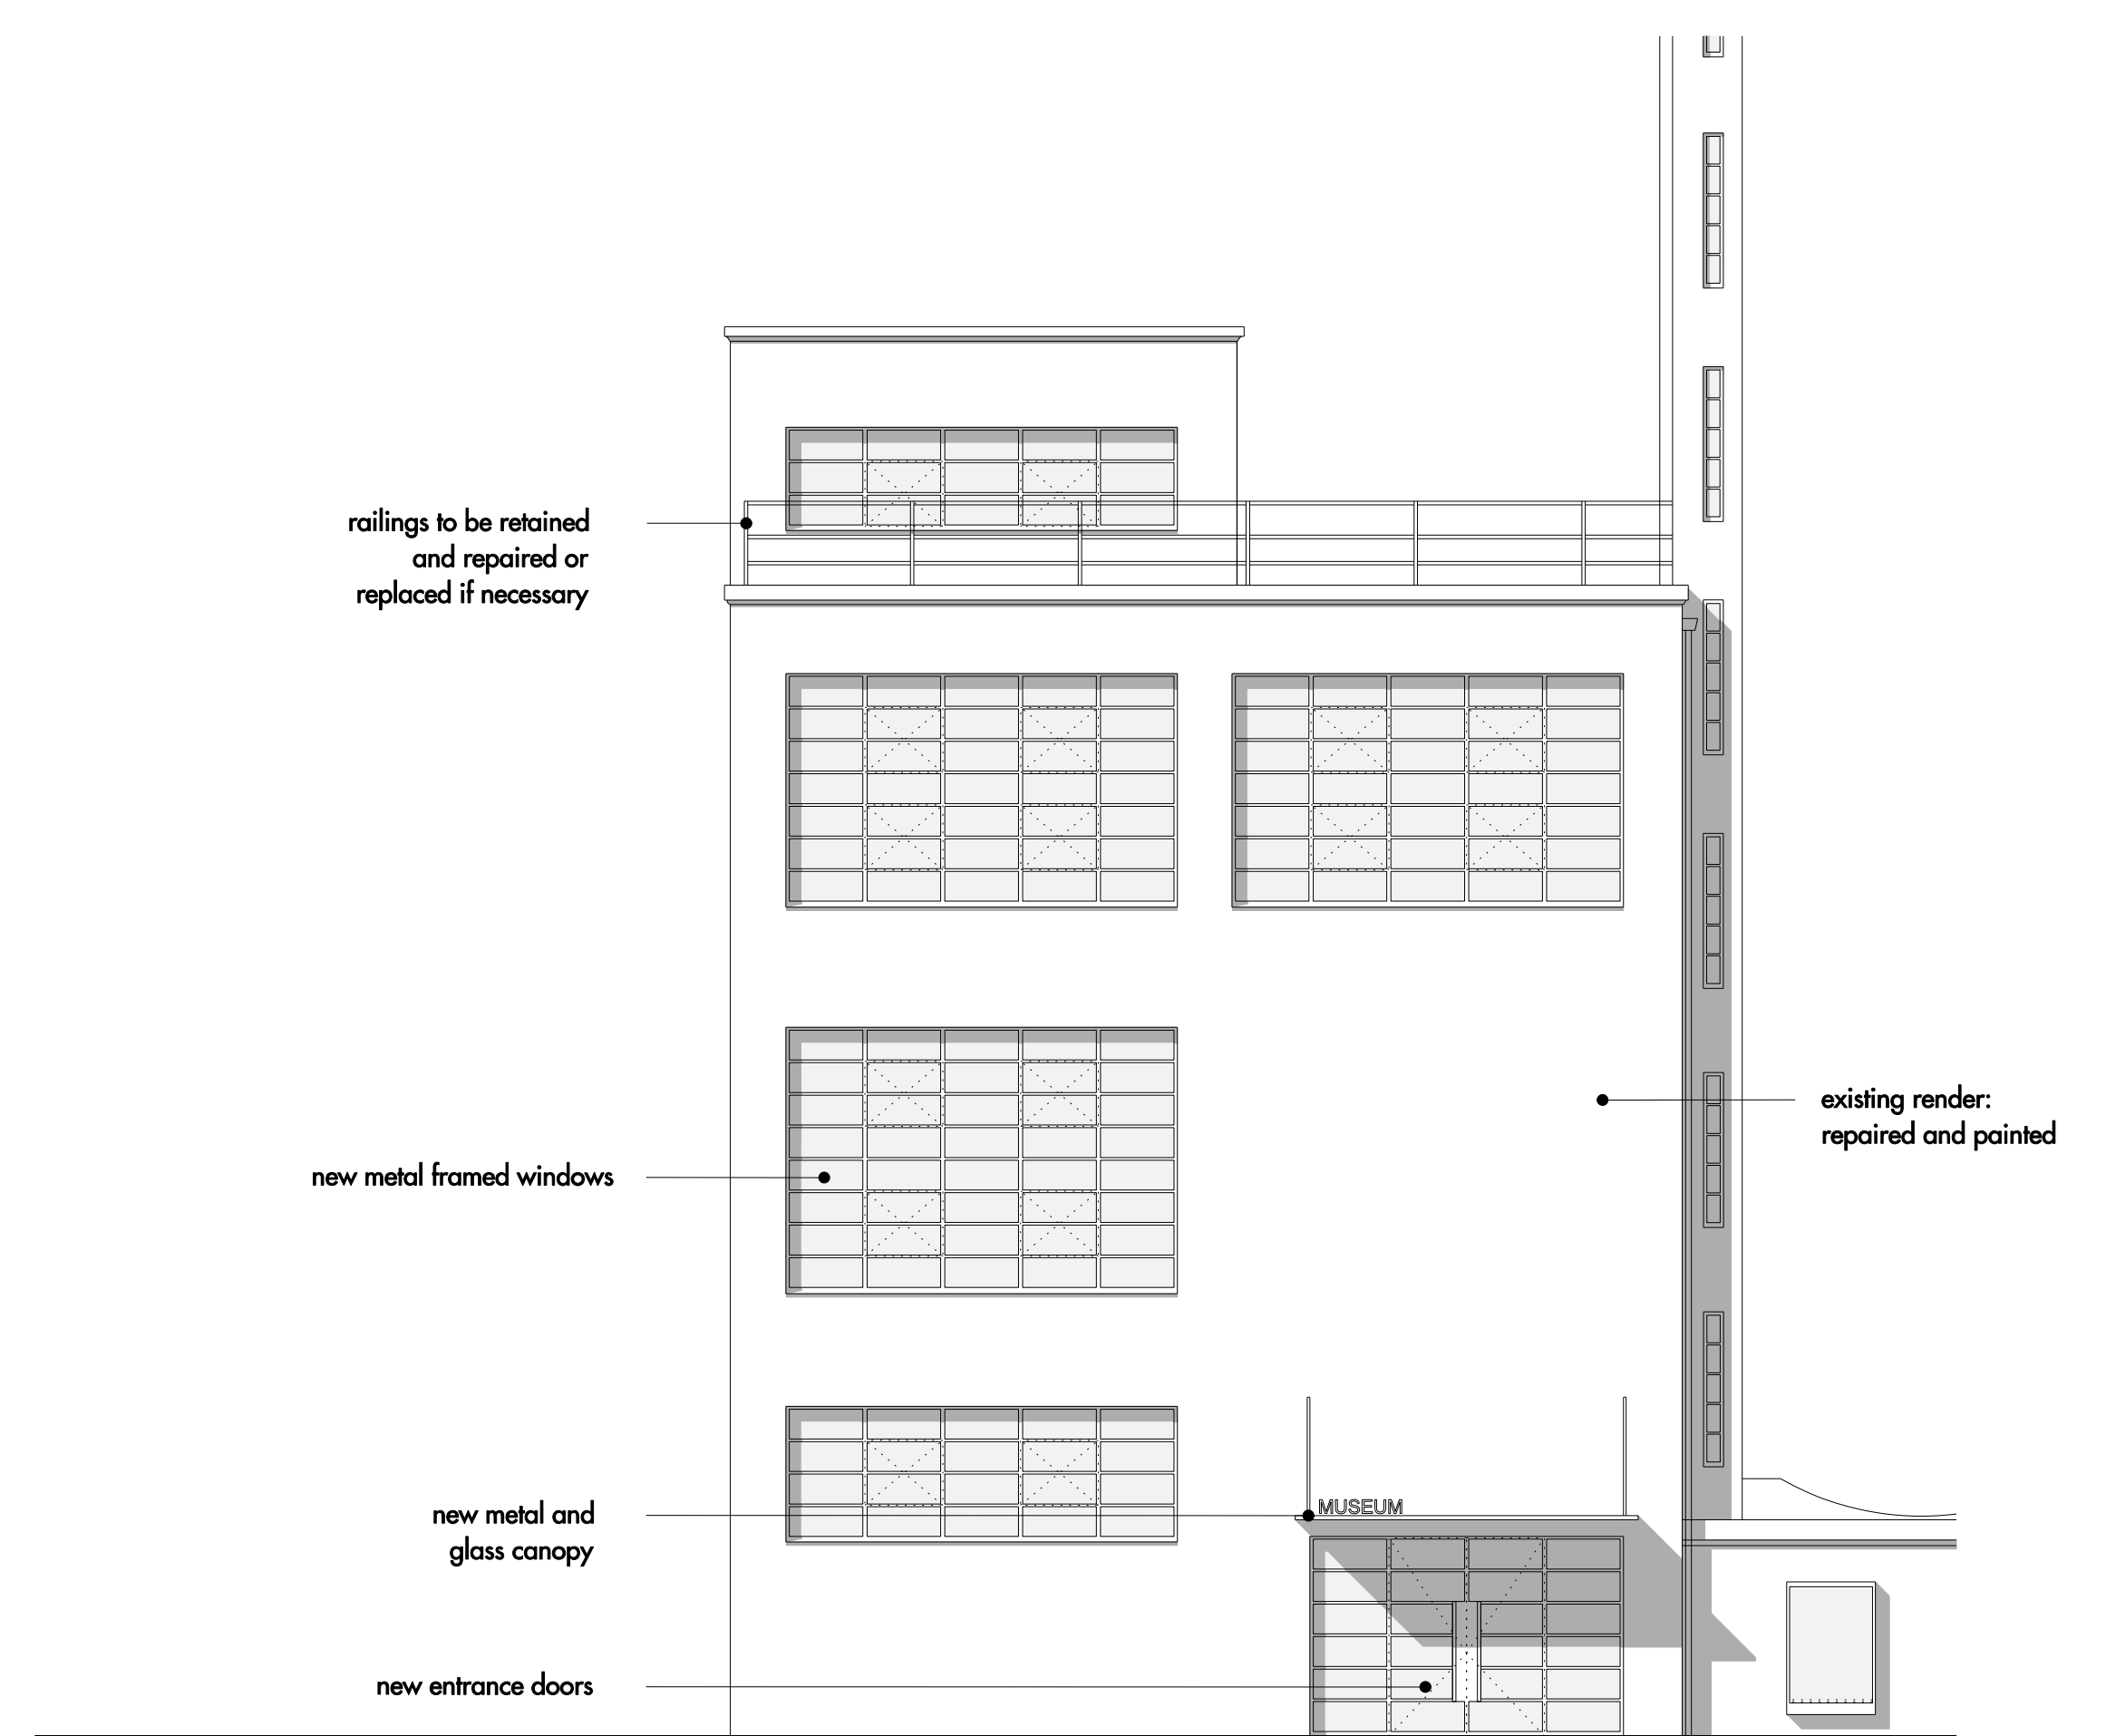 railings to be retained
and repaired or
replaced if necessary
existing render:
repaired and painted
new metal framed windows
new metal and
glass canopy
MUSEUM
new entrance doors